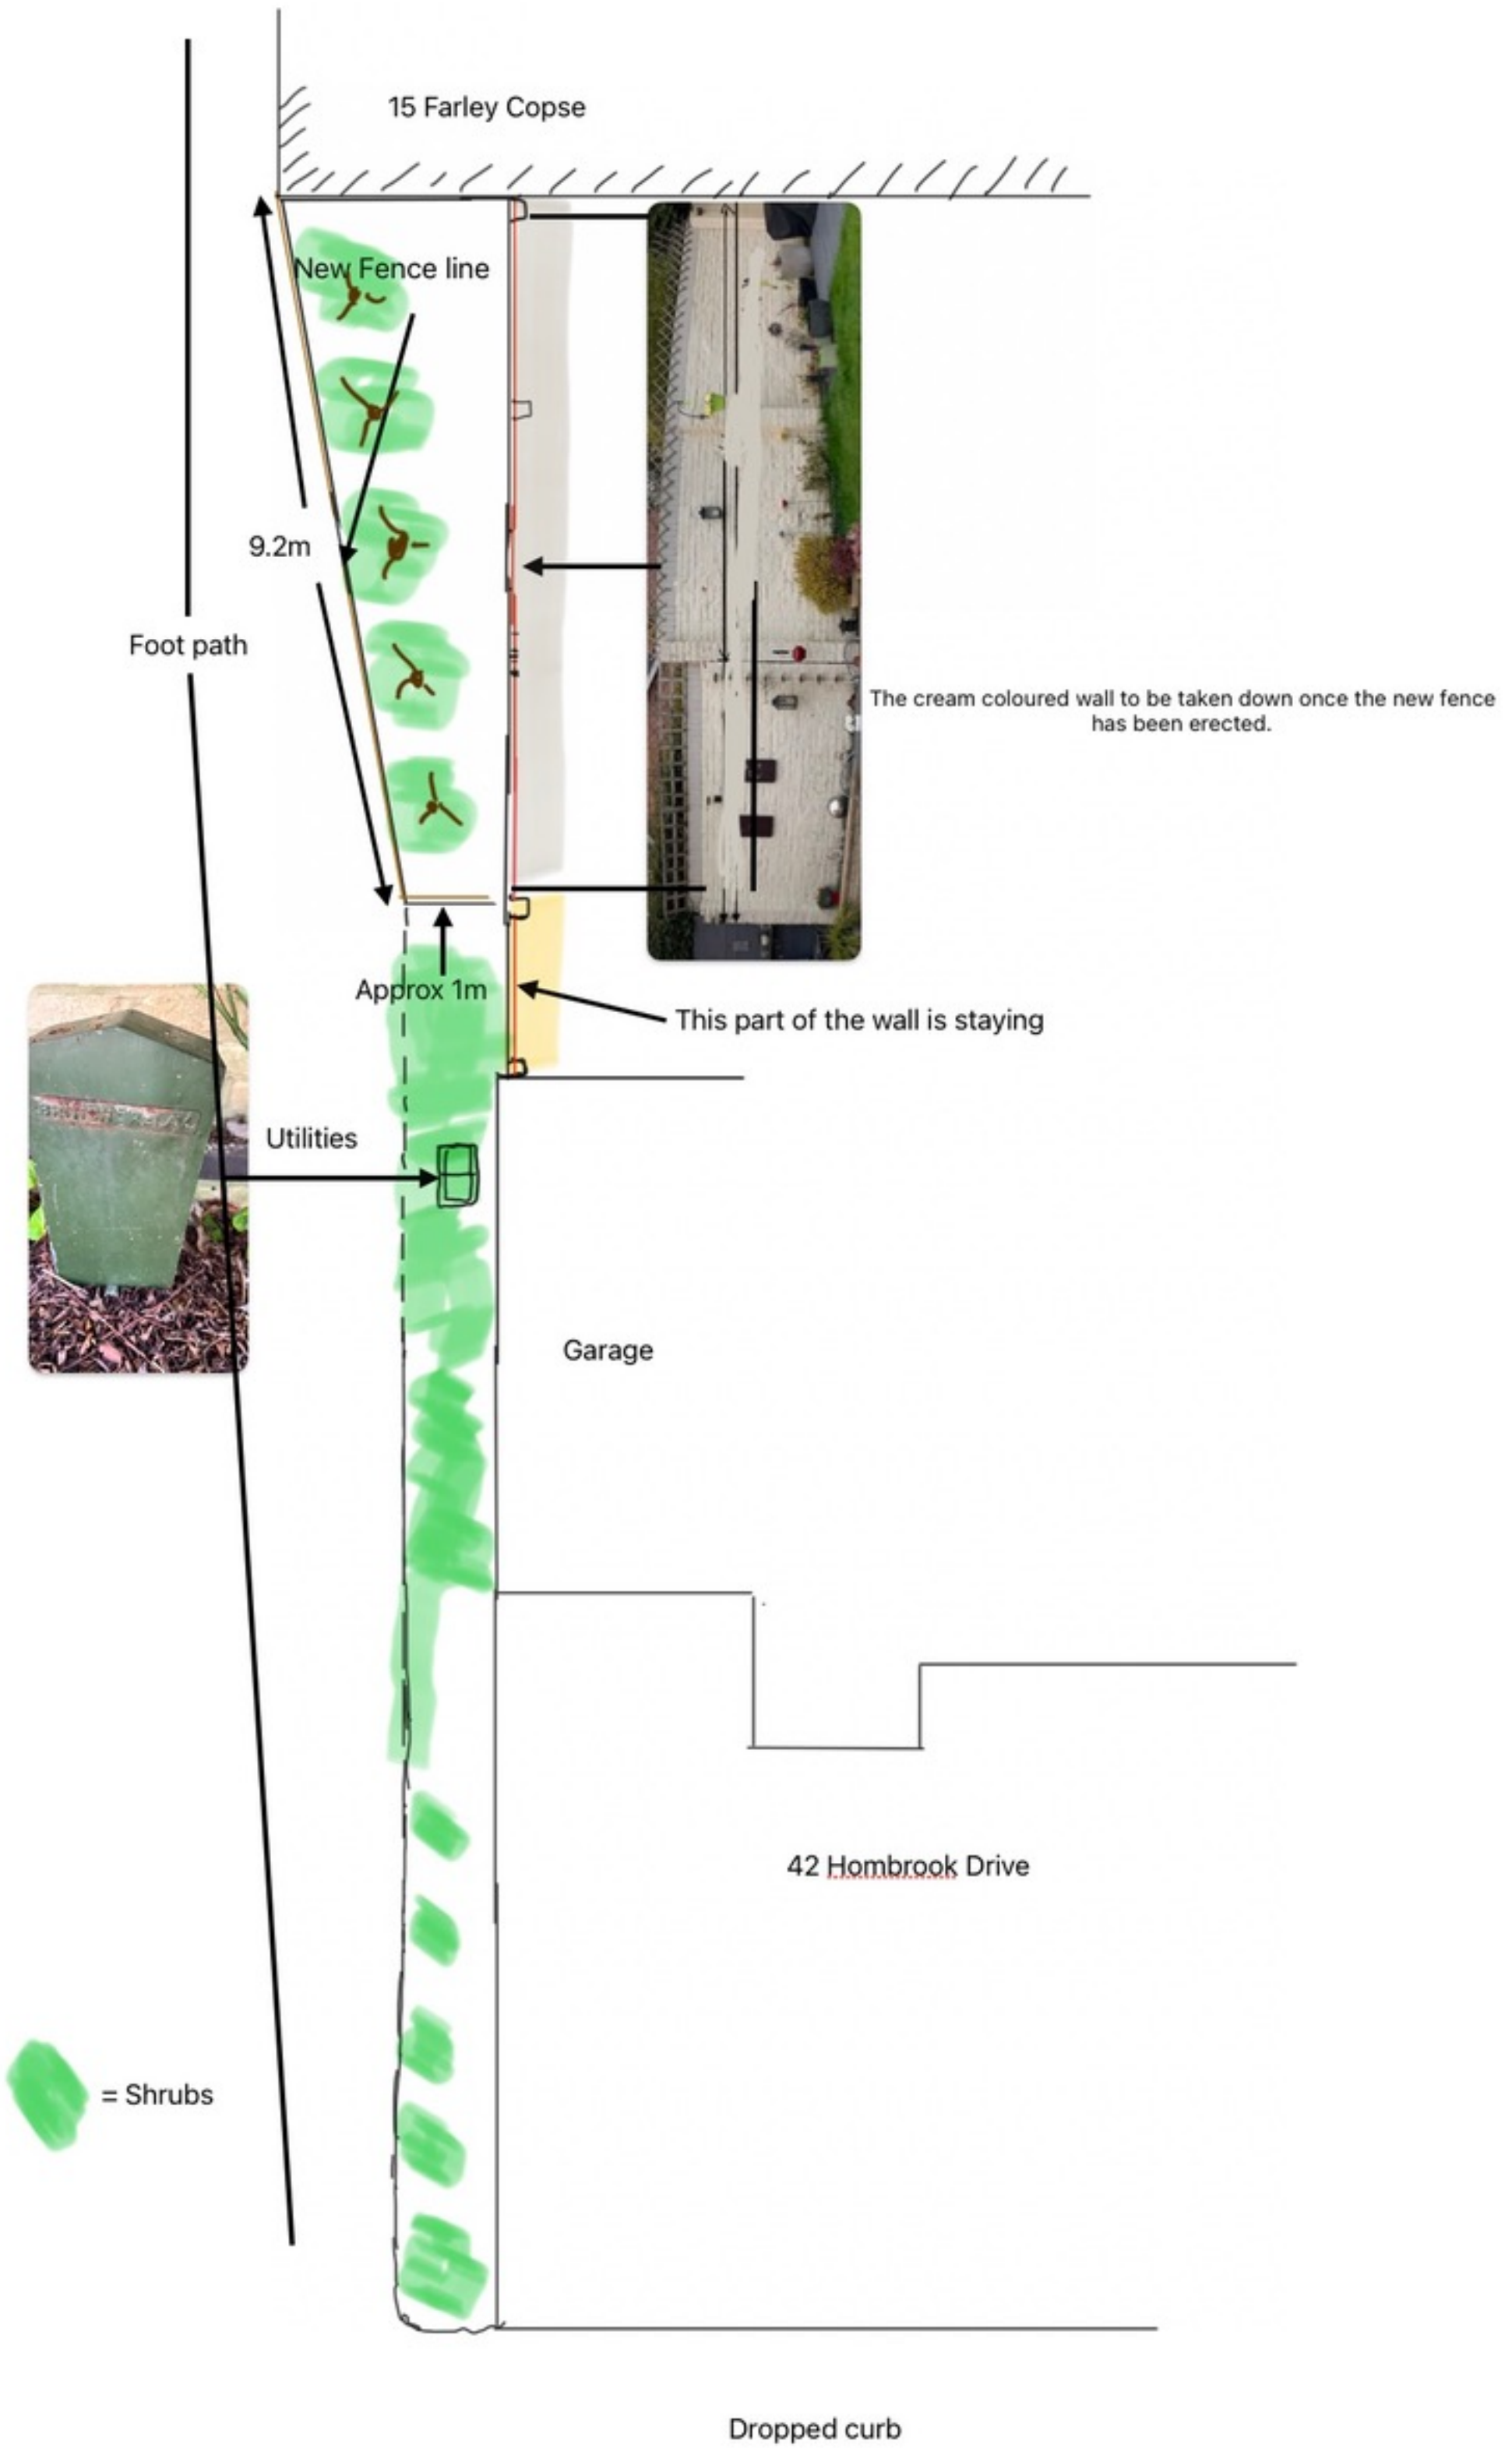 15 Farley Copse
New Fence line
9.2m
Foot path
The cream coloured wall to be taken down once the new fence
has been erected.
Approx 1m
This part of the wall is staying
Utilities
Garage
42 Hombrook Drive
= Shrubs
Dropped curb